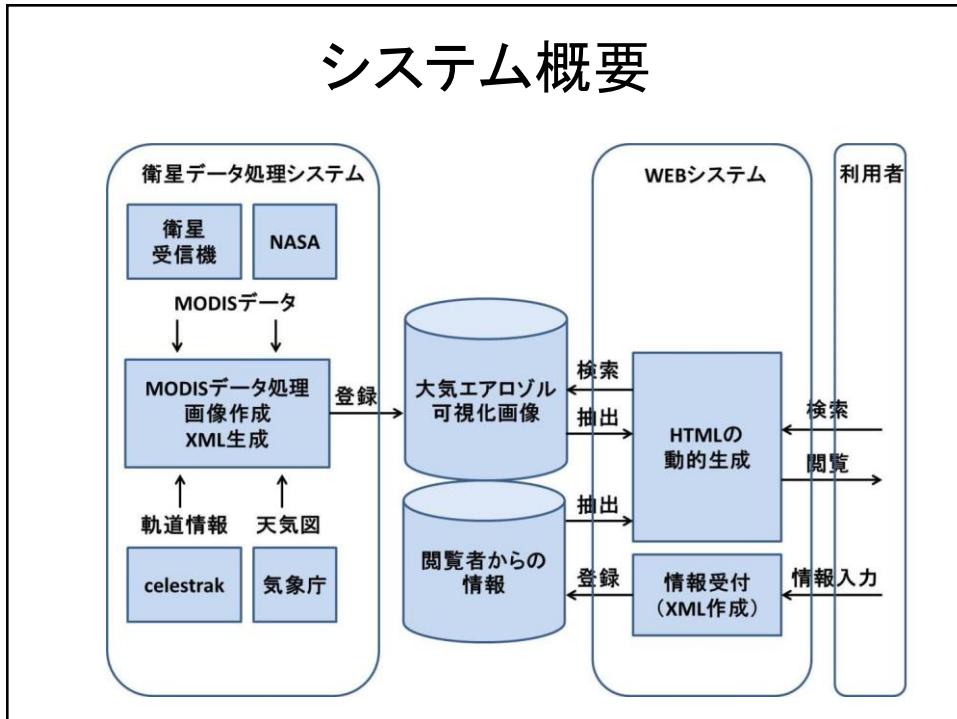 システム概要
衛星データ処理システム
衛星
受信機
NASA
MODISデータ
MODISデータ処理
画像作成
XML生成
登録
軌道情報
天気図
celestrak
気象庁
大気エアロゾル
可視化画像
閲覧者からの
情報
検索
抽出
抽出
登録
WEBシステム
HTMLの
動的生成
情報受付
（XML作成）
利用者
検索
閲覧
情報入力